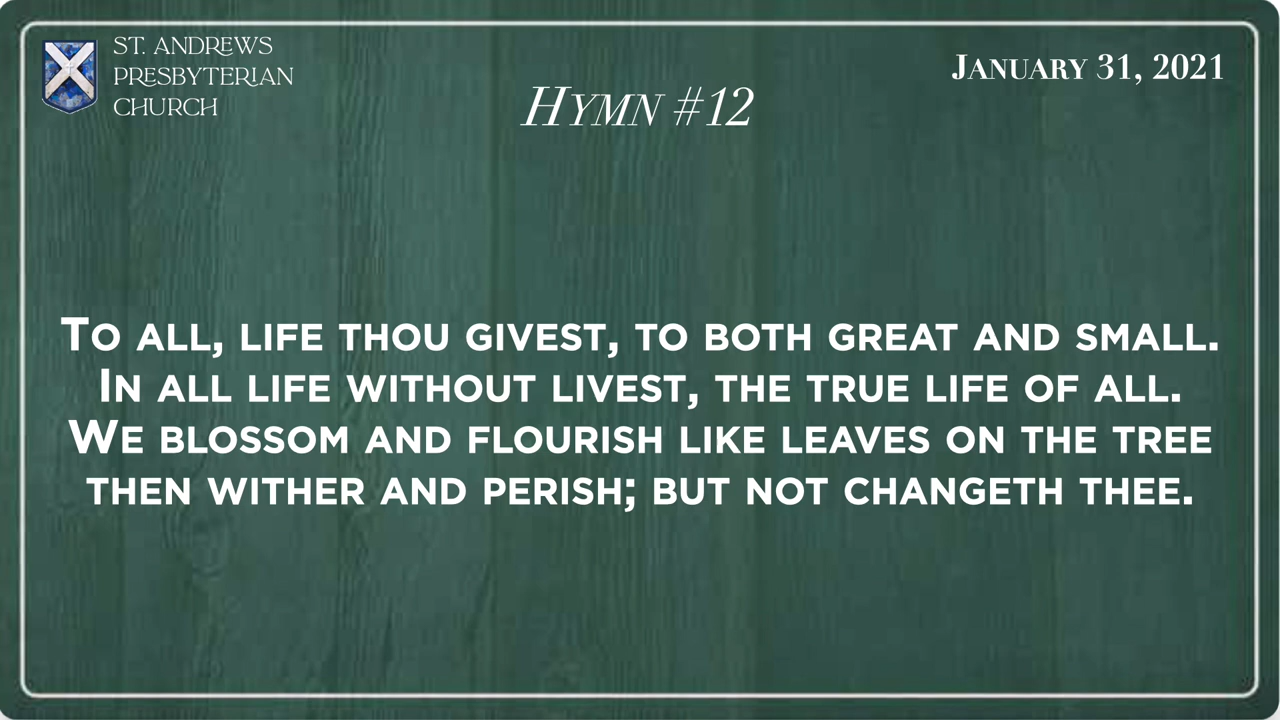 ST. ANDREWS
PRESBYTERIAN
CHURCH
JANUARY 31, 2021
HYMN #12
TO ALL, LIFE THOU GIVEST, TO BOTH GREAT AND SMALL.
IN ALL LIFE WITHOUT LIVEST, THE TRUE LIFE OF ALL.
WE BLOSSOM AND FLOURISH LIKE LEAVES ON THE TREE
THEN WITHER AND PERISH; BUT NOT CHANGETH THEE.